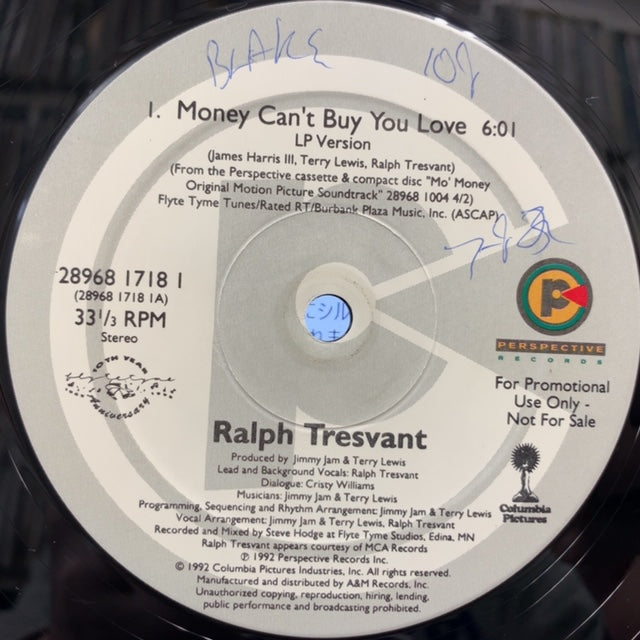 BLAKE
1. Money Can't Buy You Love 6:01
LP Version
(James Harris III, Terry Lewis, Ralph Tresvant)
(From the Perspective cassette & compact disc "Mo' Money
Original Motion Picture Soundtrack" 28968 1004 4/2)
Flyte Tyme Tunes/Rated RT/Burbank Plaza Music, Inc. (ASCAP)
28968 1718 1
(28968 1718 1A)
33 1/3 RPM
Stereo
10TH YEAR
flyte tyme
Anniversary
PERSPECTIVE
RECORDS
For Promotional
Use Only -
Not For Sale
Columbia
Pictures
Ralph Tresvant
Produced by Jimmy Jam & Terry Lewis
Lead and Background Vocals: Ralph Tresvant
Dialogue: Cristy Williams
Musicians: Jimmy Jam & Terry Lewis
Programming, Sequencing and Rhythm Arrangement: Jimmy Jam & Terry Lewis
Vocal Arrangement: Jimmy Jam & Terry Lewis, Ralph Tresvant
Recorded and Mixed by Steve Hodge at Flyte Tyme Studios, Edina, MN
Ralph Tresvant appears courtesy of MCA Records
℗ 1992 Perspective Records Inc.
© 1992 Columbia Pictures Industries, Inc. All rights reserved.
Manufactured and distributed by A&M Records, Inc.
Unauthorized copying, reproduction, hiring, lending,
public performance and broadcasting prohibited.